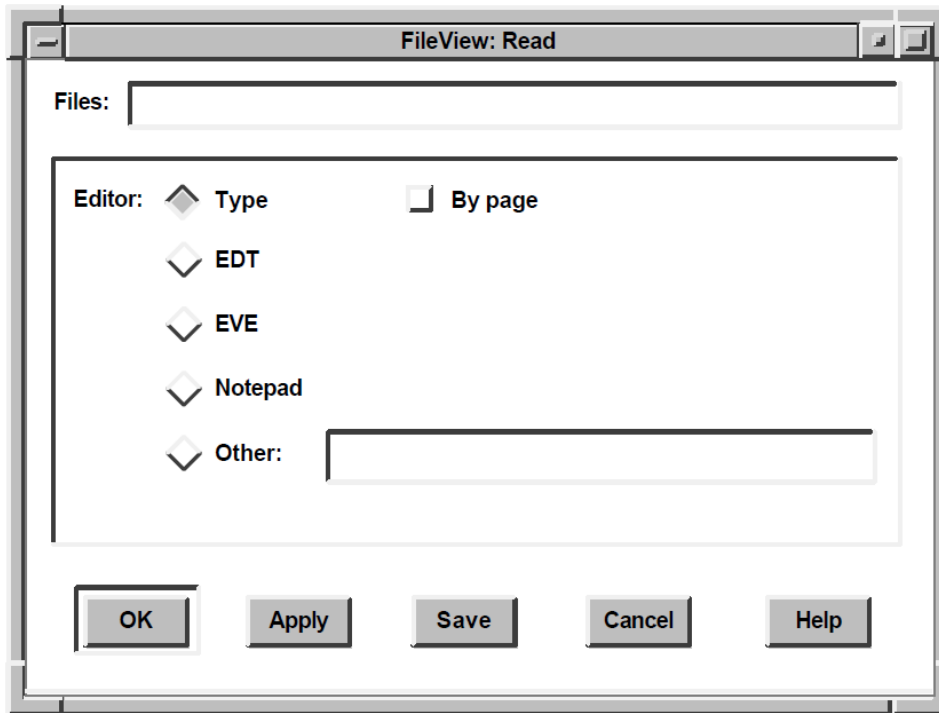 FileView: Read
Files:
Editor: Type By page
EDT
EVE
Notepad
Other:
OK Apply Save Cancel Help